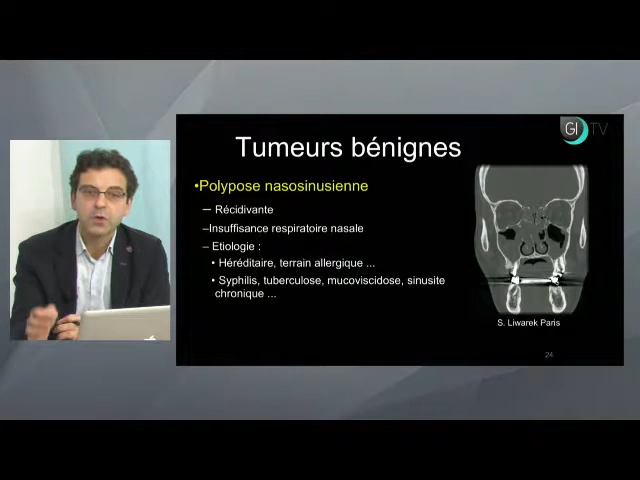 GI TV
Tumeurs bénignes
•Polypose nasosinusienne
– Récidivante
–Insuffisance respiratoire nasale
– Etiologie :
• Héréditaire, terrain allergique ...
• Syphilis, tuberculose, mucoviscidose, sinusite
chronique ...
S. Liwarek Paris
24